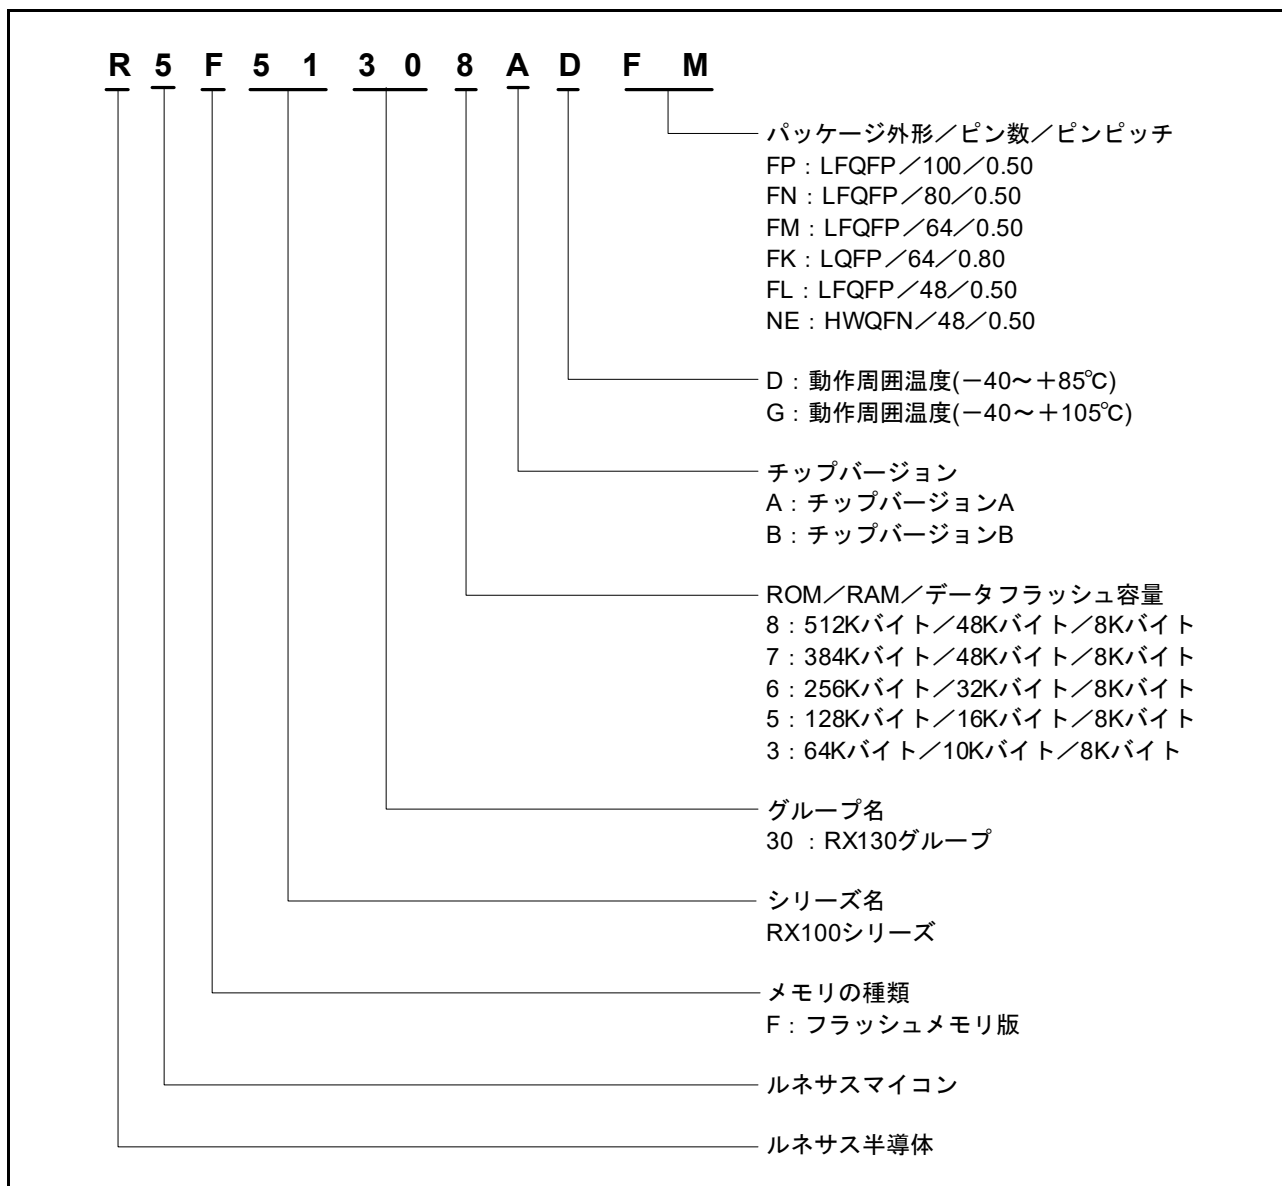 R 5 F 5 1 3 0 8 A D F M
パッケージ外形／ピン数／ピンピッチ
FP：LFQFP／100／0.50
FN：LFQFP／80／0.50
FM：LFQFP／64／0.50
FK：LQFP／64／0.80
FL：LFQFP／48／0.50
NE：HWQFN／48／0.50
D：動作周囲温度(－40～＋85℃)
G：動作周囲温度(－40～＋105℃)
チップバージョン
A：チップバージョンA
B：チップバージョンB
ROM／RAM／データフラッシュ容量
8：512Kバイト／48Kバイト／8Kバイト
7：384Kバイト／48Kバイト／8Kバイト
6：256Kバイト／32Kバイト／8Kバイト
5：128Kバイト／16Kバイト／8Kバイト
3：64Kバイト／10Kバイト／8Kバイト
グループ名
30 ：RX130グループ
シリーズ名
RX100シリーズ
メモリの種類
F：フラッシュメモリ版
ルネサスマイコン
ルネサス半導体